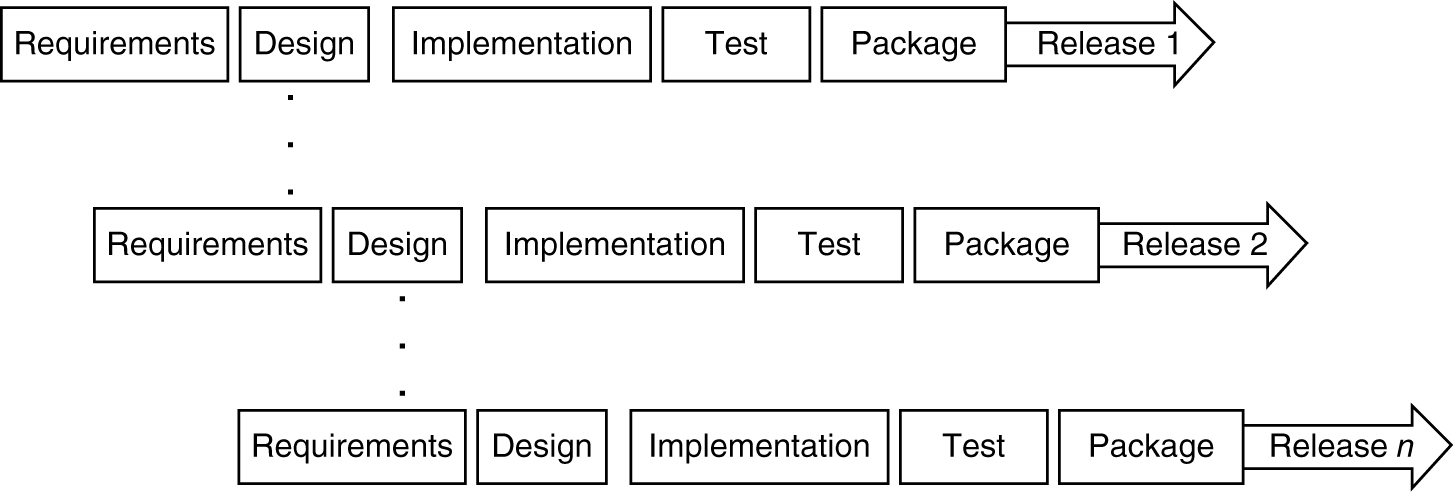 Requirements Design Implementation Test Package Release 1
Requirements Design Implementation Test Package Release 2
Requirements Design Implementation Test Package Release n